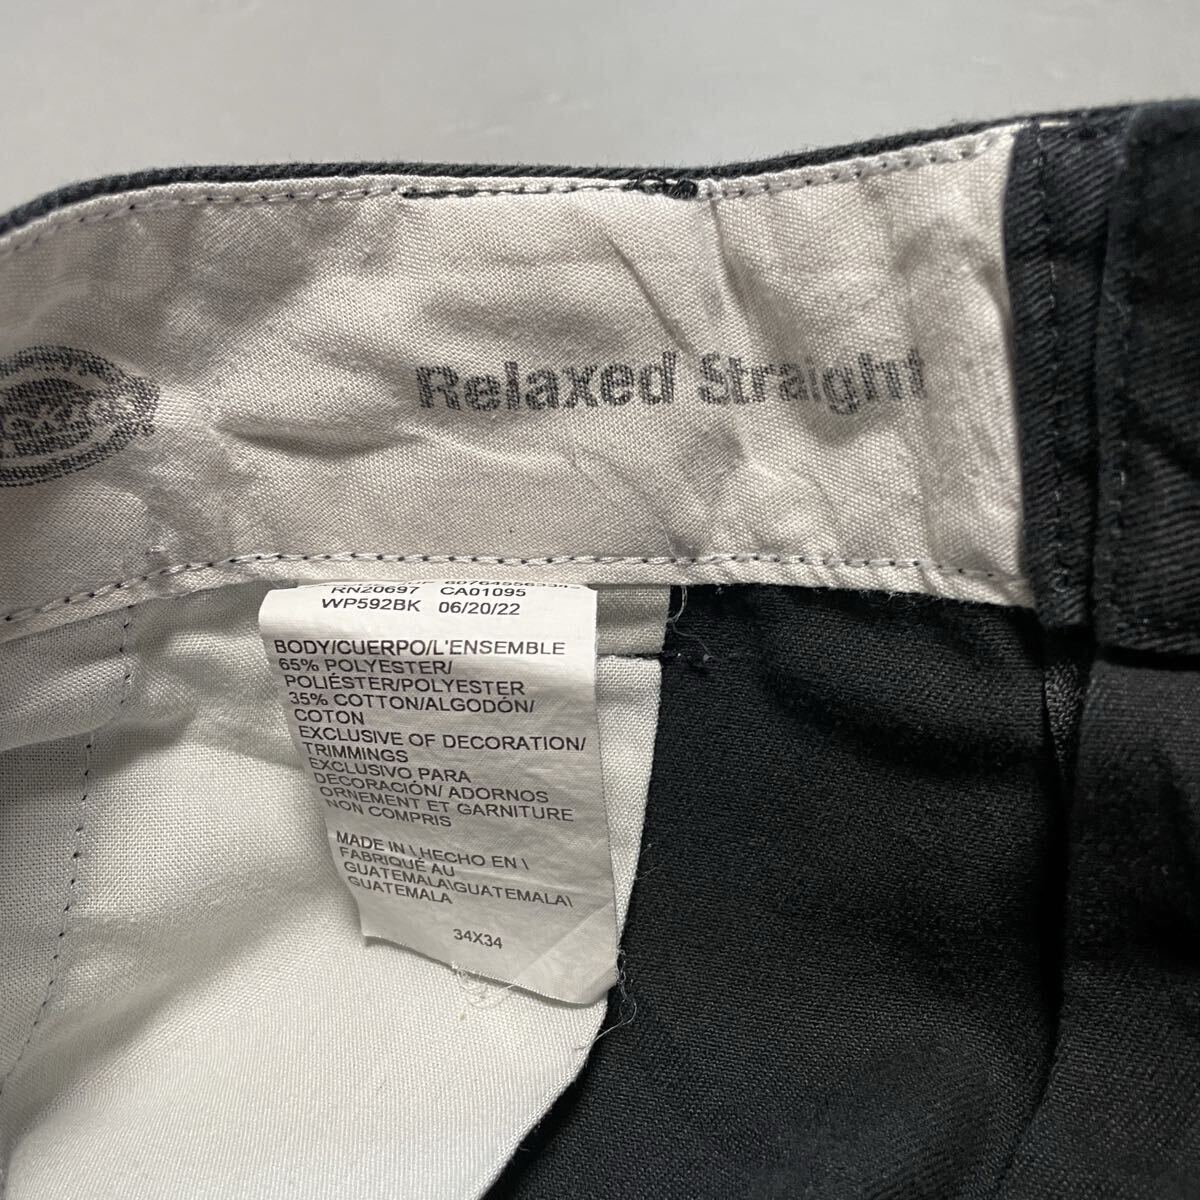 Relaxed Straight
RN20697 CA01095
WP592BK 06/20/22
BODY/CUERPO/L'ENSEMBLE
65% POLYESTER/
POLIÉSTER/POLYESTER
35% COTTON/ALGODÓN/
COTON
EXCLUSIVE OF DECORATION/
TRIMMINGS
EXCLUSIVO PARA
DECORACIÓN/ ADORNOS
ORNEMENT ET GARNITURE
NON COMPRIS
MADE IN \ HECHO EN \
FABRIQUÉ AU
GUATEMALA\GUATEMALA\
GUATEMALA
34X34